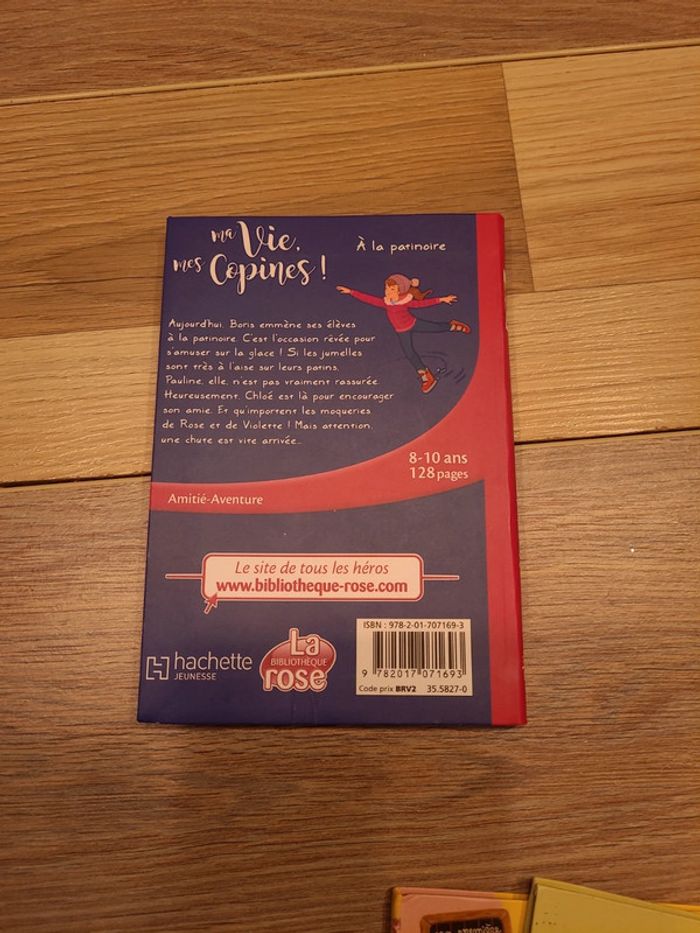 ma Vie,
mes Copines !
À la patinoire
Aujourd'hui, Boris emmène ses élèves
à la patinoire. C'est l'occasion rêvée pour
s'amuser sur la glace ! Si les jumelles
sont très à l'aise sur leurs patins,
Pauline, elle, n'est pas vraiment rassurée.
Heureusement, Chloé est là pour encourager
son amie. Et qu'importent les moqueries
de Rose et de Violette ! Mais attention,
une chute est vite arrivée...
8-10 ans
128 pages
Amitié-Aventure
Le site de tous les héros
www.bibliotheque-rose.com
hachette
JEUNESSE
La
BIBLIOTHÈQUE
rose
ISBN : 978-2-01-707169-3
9 782017 071693
Code prix BRV2 35.5827-0